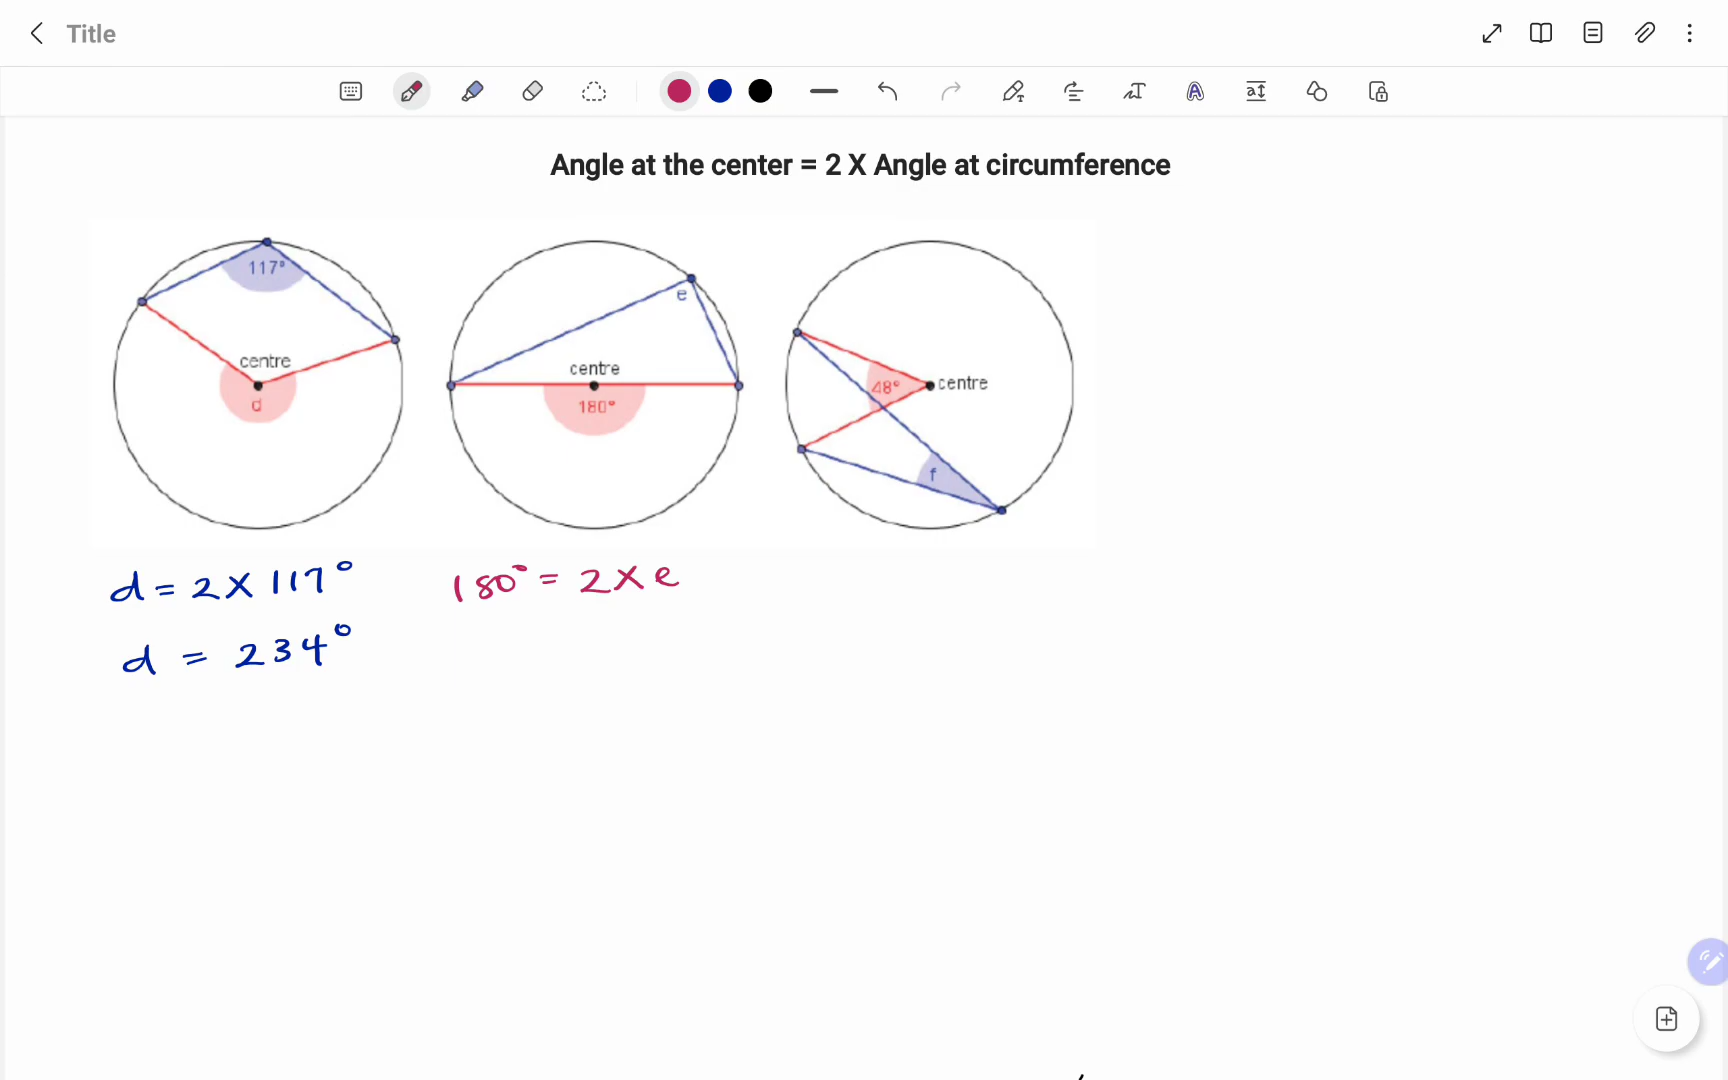 Title
Angle at the center = 2 X Angle at circumference
117°
centre
d
e
centre
180°
48°
centre
f
d = 2 X 117°
d = 234°
180° = 2 X e